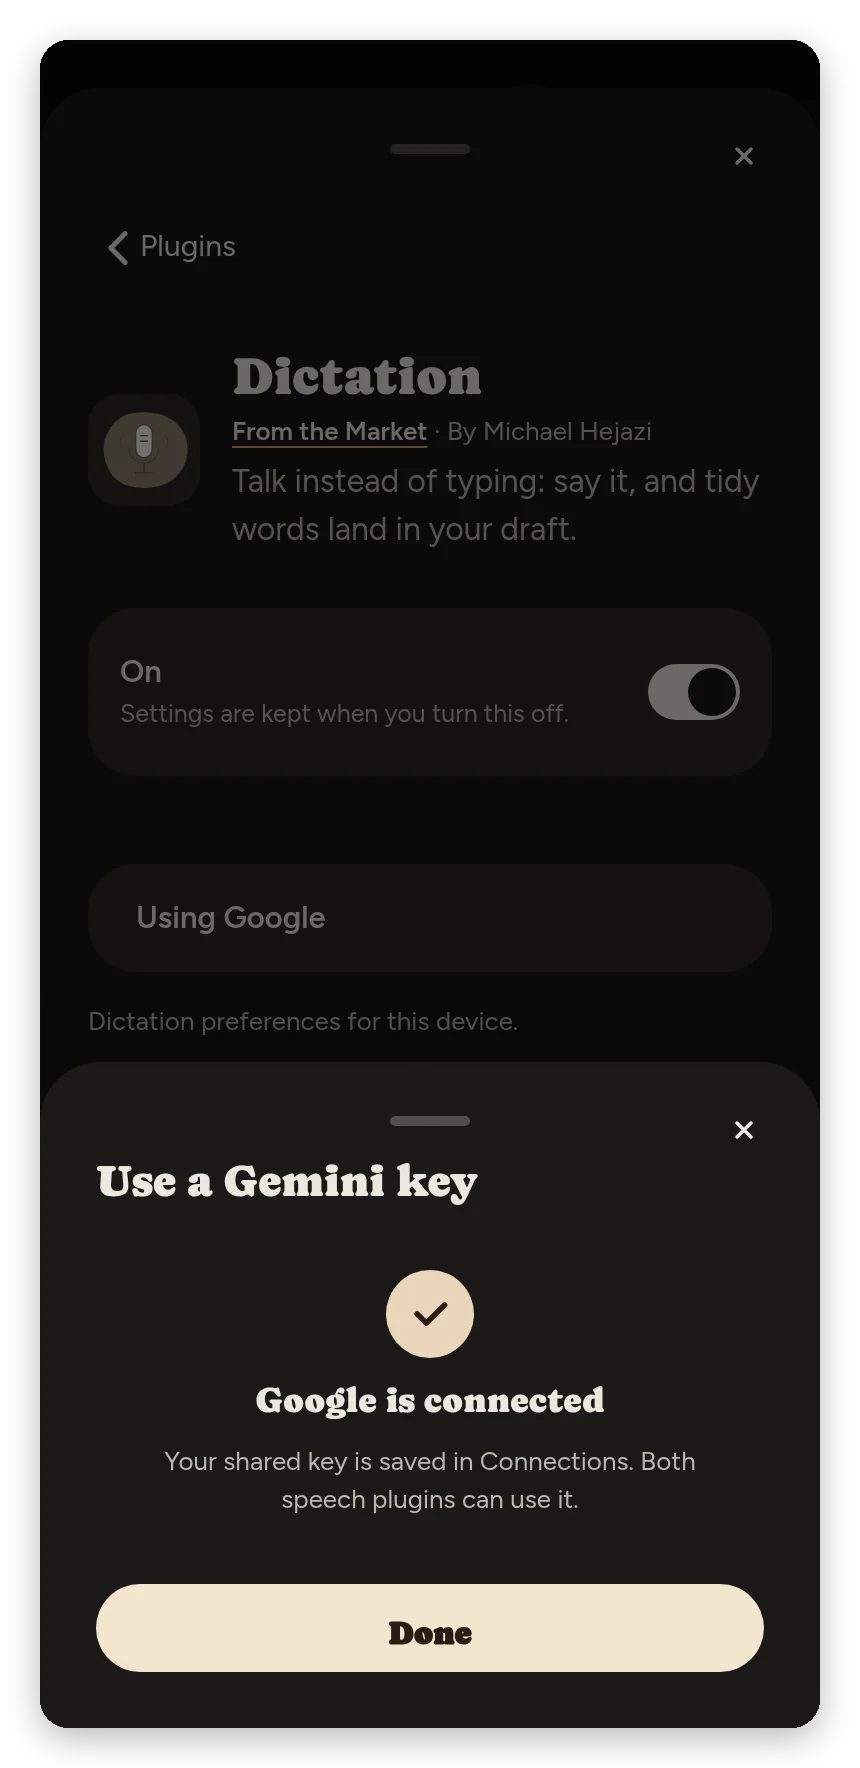 Plugins
Dictation
From the Market · By Michael Hejazi
Talk instead of typing: say it, and tidy
words land in your draft.
On
Settings are kept when you turn this off.
Using Google
Dictation preferences for this device.
Use a Gemini key
Google is connected
Your shared key is saved in Connections. Both
speech plugins can use it.
Done